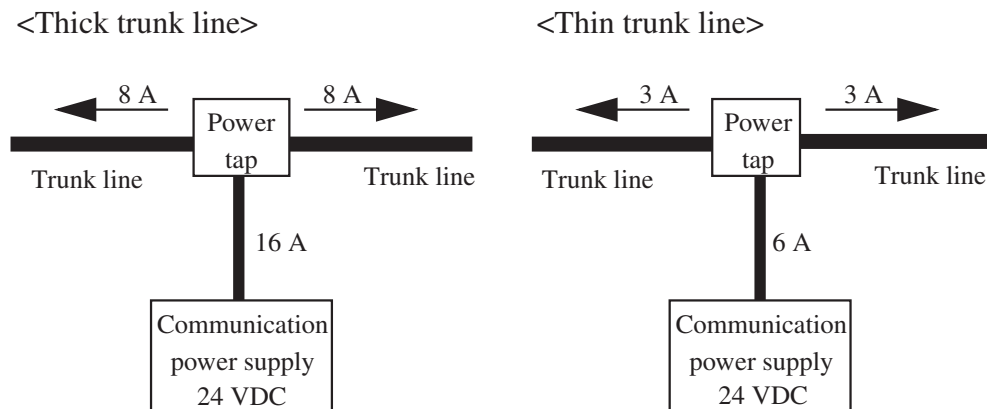 <Thick trunk line>
8 A
8 A
Power
tap
Trunk line
Trunk line
16 A
Communication
power supply
24 VDC
<Thin trunk line>
3 A
3 A
Power
tap
Trunk line
Trunk line
6 A
Communication
power supply
24 VDC